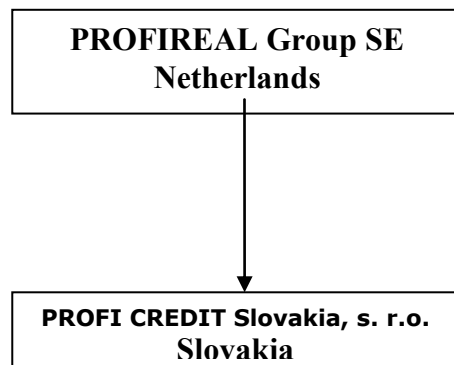 PROFIREAL Group SE
Netherlands
PROFI CREDIT Slovakia, s. r.o.
Slovakia